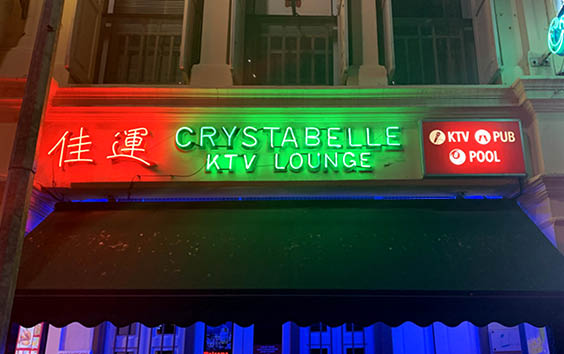 佳運 CRYSTABELLE
KTV LOUNGE
KTV PUB
POOL